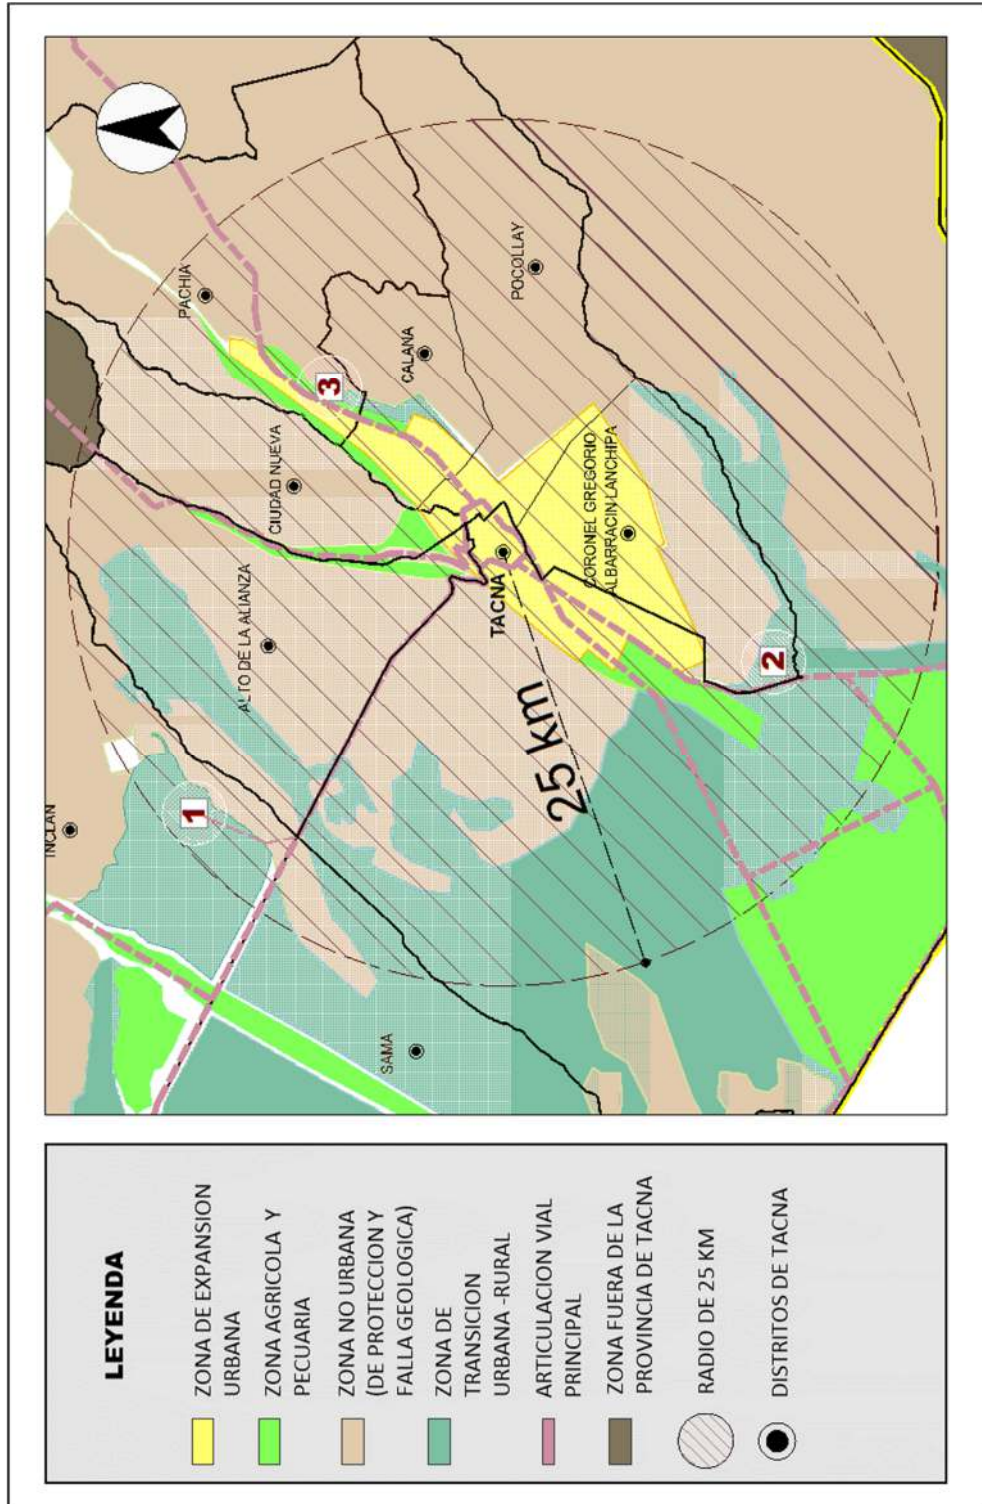 LEYENDA
ZONA DE EXPANSION
URBANA
ZONA AGRICOLA Y
PECUARIA
ZONA NO URBANA
(DE PROTECCION Y
FALLA GEOLOGICA)
ZONA DE
TRANSICION
URBANA -RURAL
ARTICULACION VIAL
PRINCIPAL
ZONA FUERA DE LA
PROVINCIA DE TACNA
RADIO DE 25 KM
DISTRITOS DE TACNA
INCLAN
1
SAMA
ALTO DE LA ALIANZA
CIUDAD NUEVA
PACHIA
3
CALANA
POCOLLAY
TACNA
CORONEL GREGORIO
ALBARRACIN LANCHIPA
25 km
2